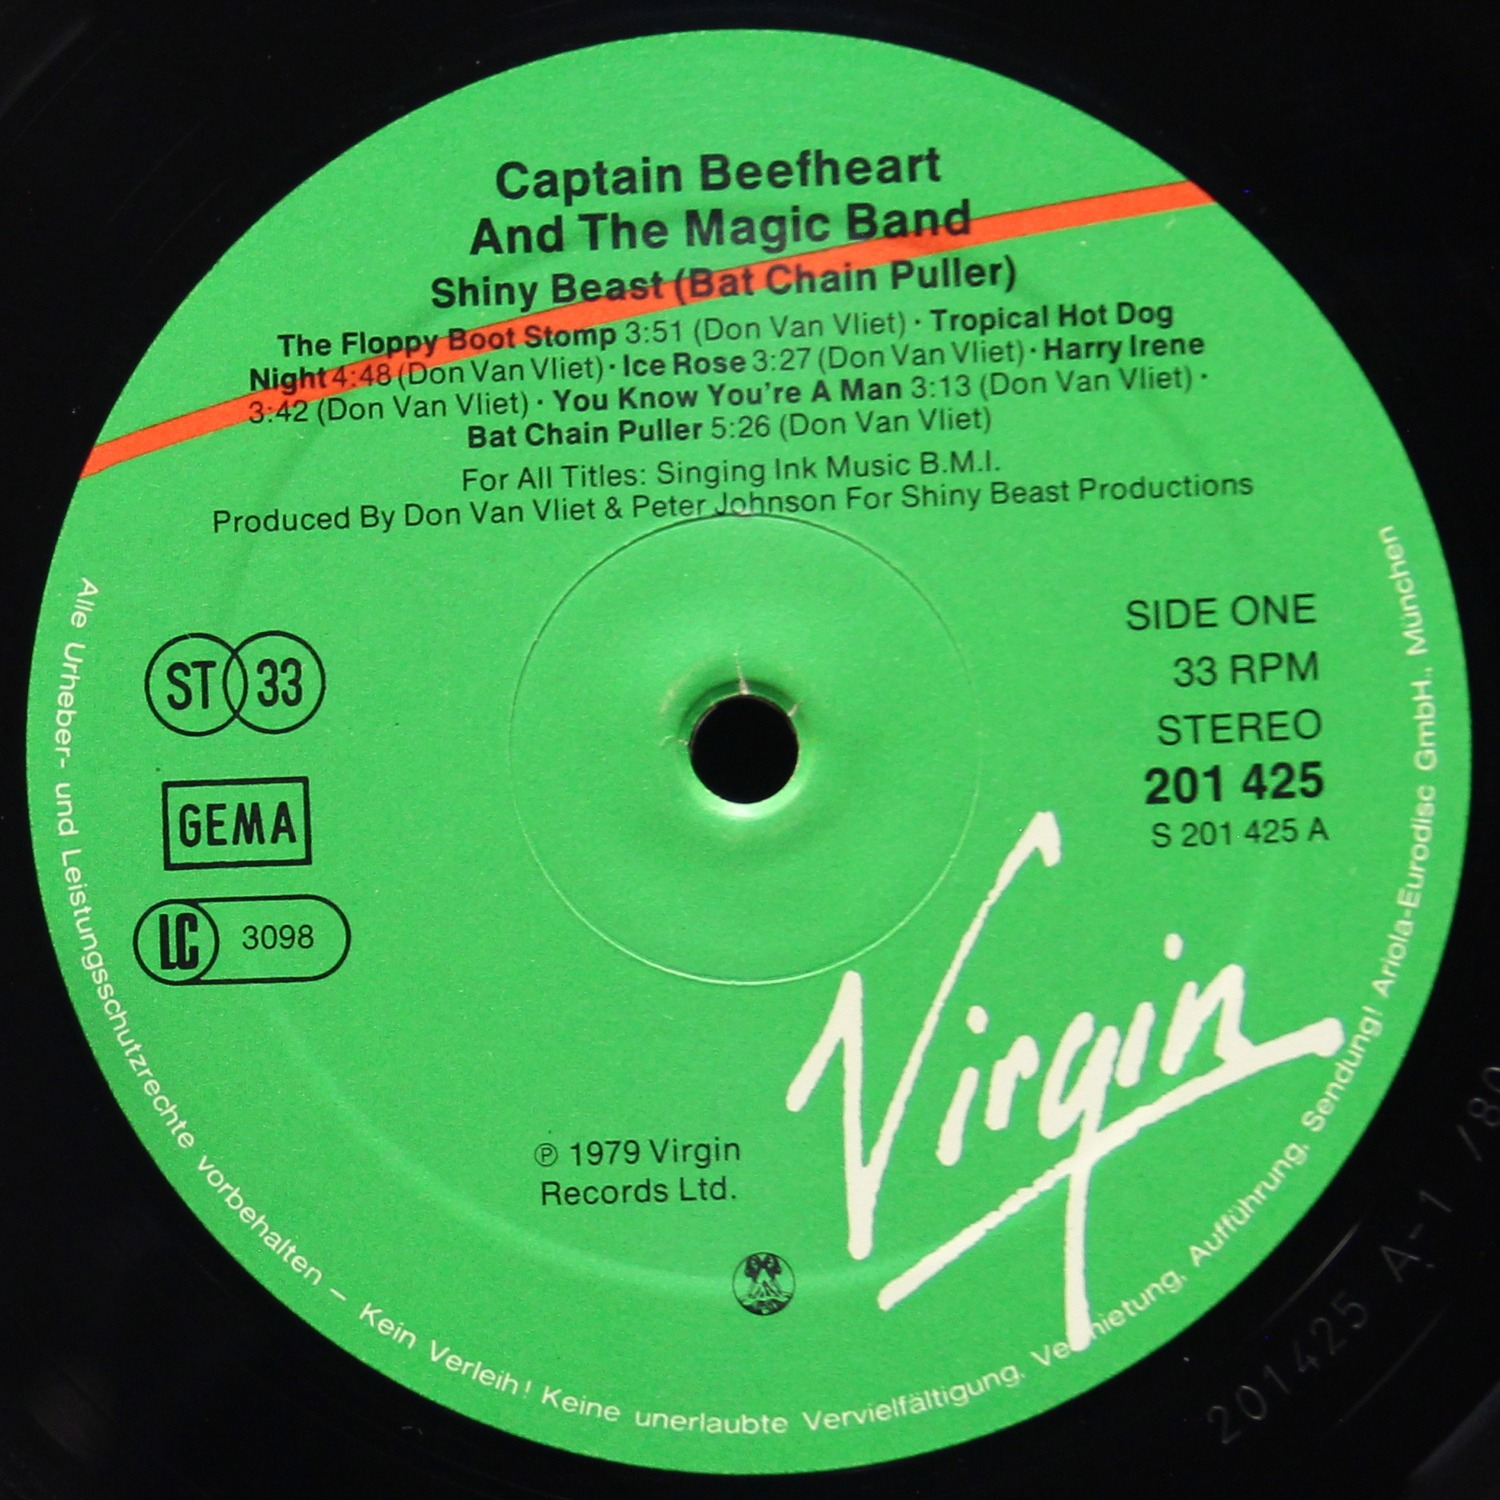 Captain Beefheart
And The Magic Band
Shiny Beast (Bat Chain Puller)
The Floppy Boot Stomp 3:51 (Don Van Vliet) · Tropical Hot Dog
Night 4:48 (Don Van Vliet) · Ice Rose 3:27 (Don Van Vliet) · Harry Irene
3:42 (Don Van Vliet) · You Know You're A Man 3:13 (Don Van Vliet) ·
Bat Chain Puller 5:26 (Don Van Vliet)
For All Titles: Singing Ink Music B.M.I.
Produced By Don Van Vliet & Peter Johnson For Shiny Beast Productions
ST 33
GEMA
LC 3098
SIDE ONE
33 RPM
STEREO
201 425
S 201 425 A
Virgin
℗ 1979 Virgin
Records Ltd.
Alle Urheber- und Leistungsschutzrechte vorbehalten – Kein Verleih! Keine unerlaubte Vervielfältigung, Vermietung, Aufführung, Sendung! Ariola-Eurodisc GmbH., München
201425 A-1 /80